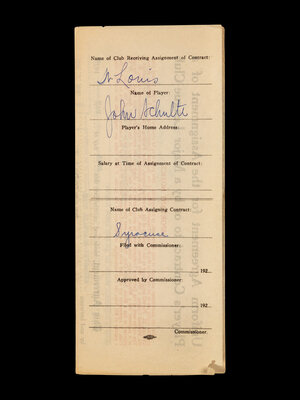 Name of Club Receiving Assignment of Contract:
St Louis
Name of Player:
John Schulte
Player's Home Address:
Salary at Time of Assignment of Contract:
Name of Club Assigning Contract:
Syracuse
Filed with Commissioner:
192
Approved by Commissioner:
192
Commissioner.